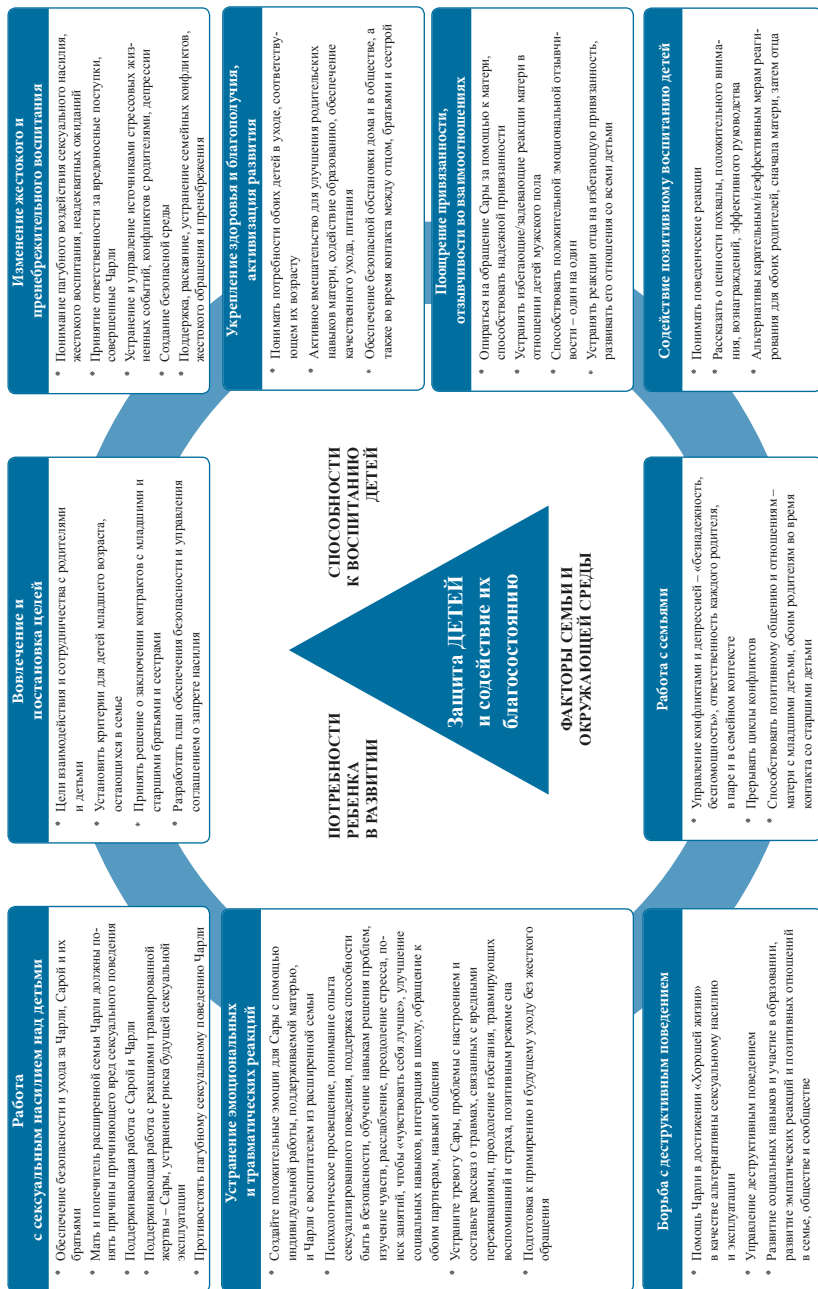 Работа
с сексуальным насилием над детьми
* Обеспечение безопасности и ухода за Чарли, Сарой и их
братьями
* Мать и попечитель расширенной семьи Чарли должны по-
нять причины причиняющего вред сексуального поведения
* Поддерживающая работа с Сарой и Чарли
* Поддерживающая работа с реакциями травмированной
жертвы – Сары, устранение риска будущей сексуальной
эксплуатации
* Противостоять пагубному сексуальному поведению Чарли
Вовлечение и
постановка целей
* Цели взаимодействия и сотрудничества с родителями
и детьми
* Установить критерии для детей младшего возраста,
остающихся в семье
* Принять решение о заключении контрактов с младшими и
старшими братьями и сестрами
* Разработать план обеспечения безопасности и управления
соглашением о запрете насилия
Изменение жестокого и
пренебрежительного воспитания
* Понимание пагубного воздействия сексуального насилия,
жестокого воспитания, неадекватных ожиданий
* Принятие ответственности за вредоносные поступки,
совершенные Чарли
* Устранение и управление источниками стрессовых жиз-
ненных событий, конфликтов с родителями, депрессии
* Создание безопасной среды
* Поддержка, раскаяние, устранение семейных конфликтов,
жестокого обращения и пренебрежения
Устранение эмоциональных
и травматических реакций
* Создайте положительные эмоции для Сары с помощью
индивидуальной работы, поддерживаемой матерью,
и Чарли с воспитателем из расширенной семьи
* Психологическое просвещение, понимание опыта
сексуализированного поведения, поддержка способности
быть в безопасности, обучение навыкам решения проблем,
изучение чувств, расслабление, преодоление стресса, по-
иск занятий, чтобы «чувствовать себя лучше», улучшение
социальных навыков, интеграция в школу, обращение к
обоим партнерам, навыки общения
* Устраните тревогу Сары, проблемы с настроением и
составьте рассказ о травмах, связанных с вредными
переживаниями, преодоление избегания, травмирующих
воспоминаний и страха, позитивным режиме сна
* Подготовка к примирению и будущему уходу без жесткого
обращения
ПОТРЕБНОСТИ
РЕБЕНКА
В РАЗВИТИИ
СПОСОБНОСТИ
К ВОСПИТАНИЮ
ДЕТЕЙ
Защита ДЕТЕЙ
и содействие их
благосостоянию
ФАКТОРЫ СЕМЬИ И
ОКРУЖАЮЩЕЙ СРЕДЫ
Укрепление здоровья и благополучия,
активизация развития
* Понимать потребности обоих детей в уходе, соответству-
ющем их возрасту
* Активное вмешательство для улучшения родительских
навыков матери, содействие образованию, обеспечение
качественного ухода, питания
* Обеспечение безопасной обстановки дома и в обществе, а
также во время контакта между отцом, братьями и сестрой
Поощрение привязанности,
отзывчивости во взаимоотношениях
* Опираться на обращение Сары за помощью к матери,
способствовать надежной привязанности
* Устранять избегающие/задевающие реакции матери в
отношении детей мужского пола
* Способствовать положительной эмоциональной отзывчи-
вости – один на один
* Устранять реакции отца на избегающую привязанность,
развивать его отношения со всеми детьми
Борьба с деструктивным поведением
* Помощь Чарли в достижении «Хорошей жизни»
в качестве альтернативы сексуальному насилию
и эксплуатации
* Управление деструктивным поведением
* Развитие социальных навыков и участие в образовании,
развитие эмпатических реакций и позитивных отношений
в семье, обществе и сообществе
Работа с семьями
* Управление конфликтами и депрессией – «безнадежность,
беспомощность», ответственность каждого родителя,
в паре и в семейном контексте
* Прерывать циклы конфликтов
* Способствовать позитивному общению и отношениям –
матери с младшими детьми, обоим родителям во время
контакта со старшими детьми
Содействие позитивному воспитанию детей
* Понимать поведенческие реакции
* Рассказать о ценности похвалы, положительного внима-
ния, вознаграждений, эффективного руководства
* Альтернативы карательным/неэффективным мерам реаги-
рования для обоих родителей, сначала матери, затем отца